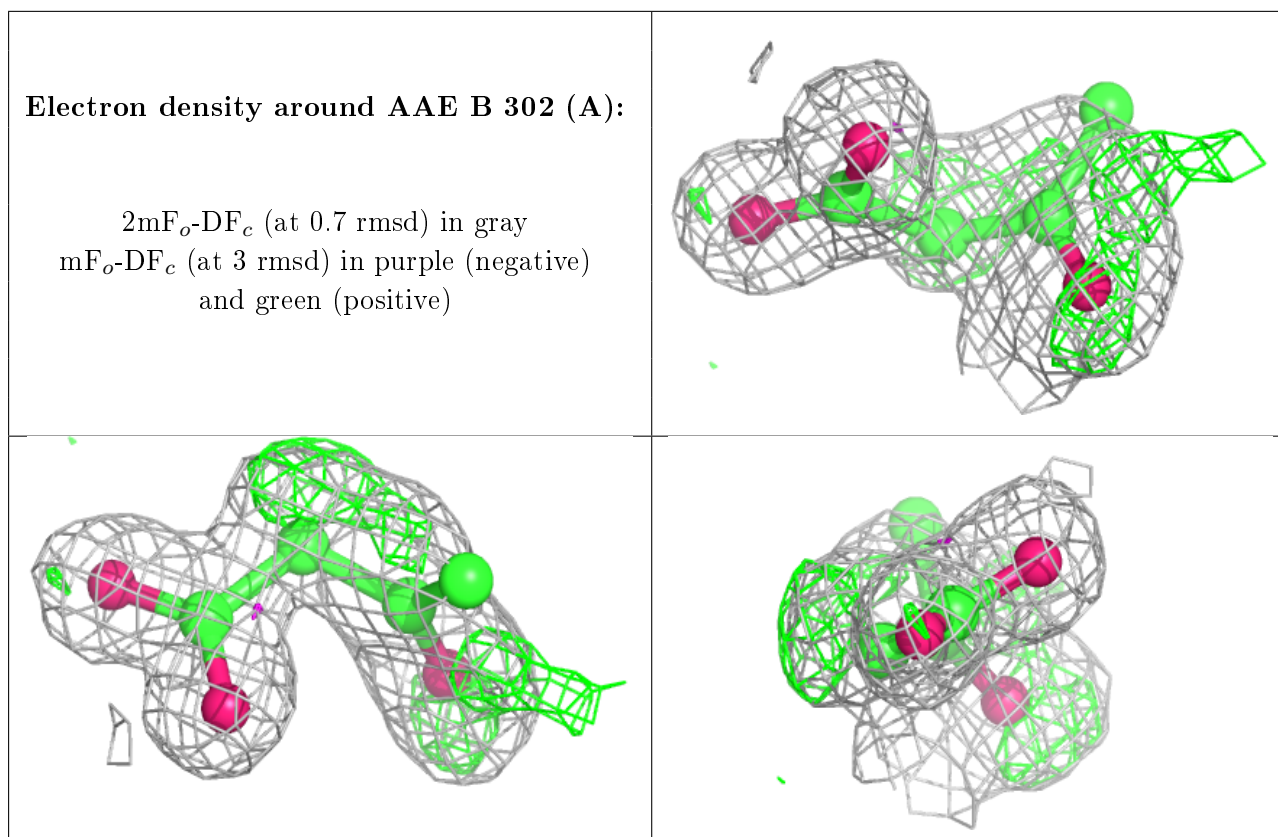 Electron density around AAE B 302 (A):
2mFₒ-DF𝒸 (at 0.7 rmsd) in gray
mFₒ-DF𝒸 (at 3 rmsd) in purple (negative)
and green (positive)